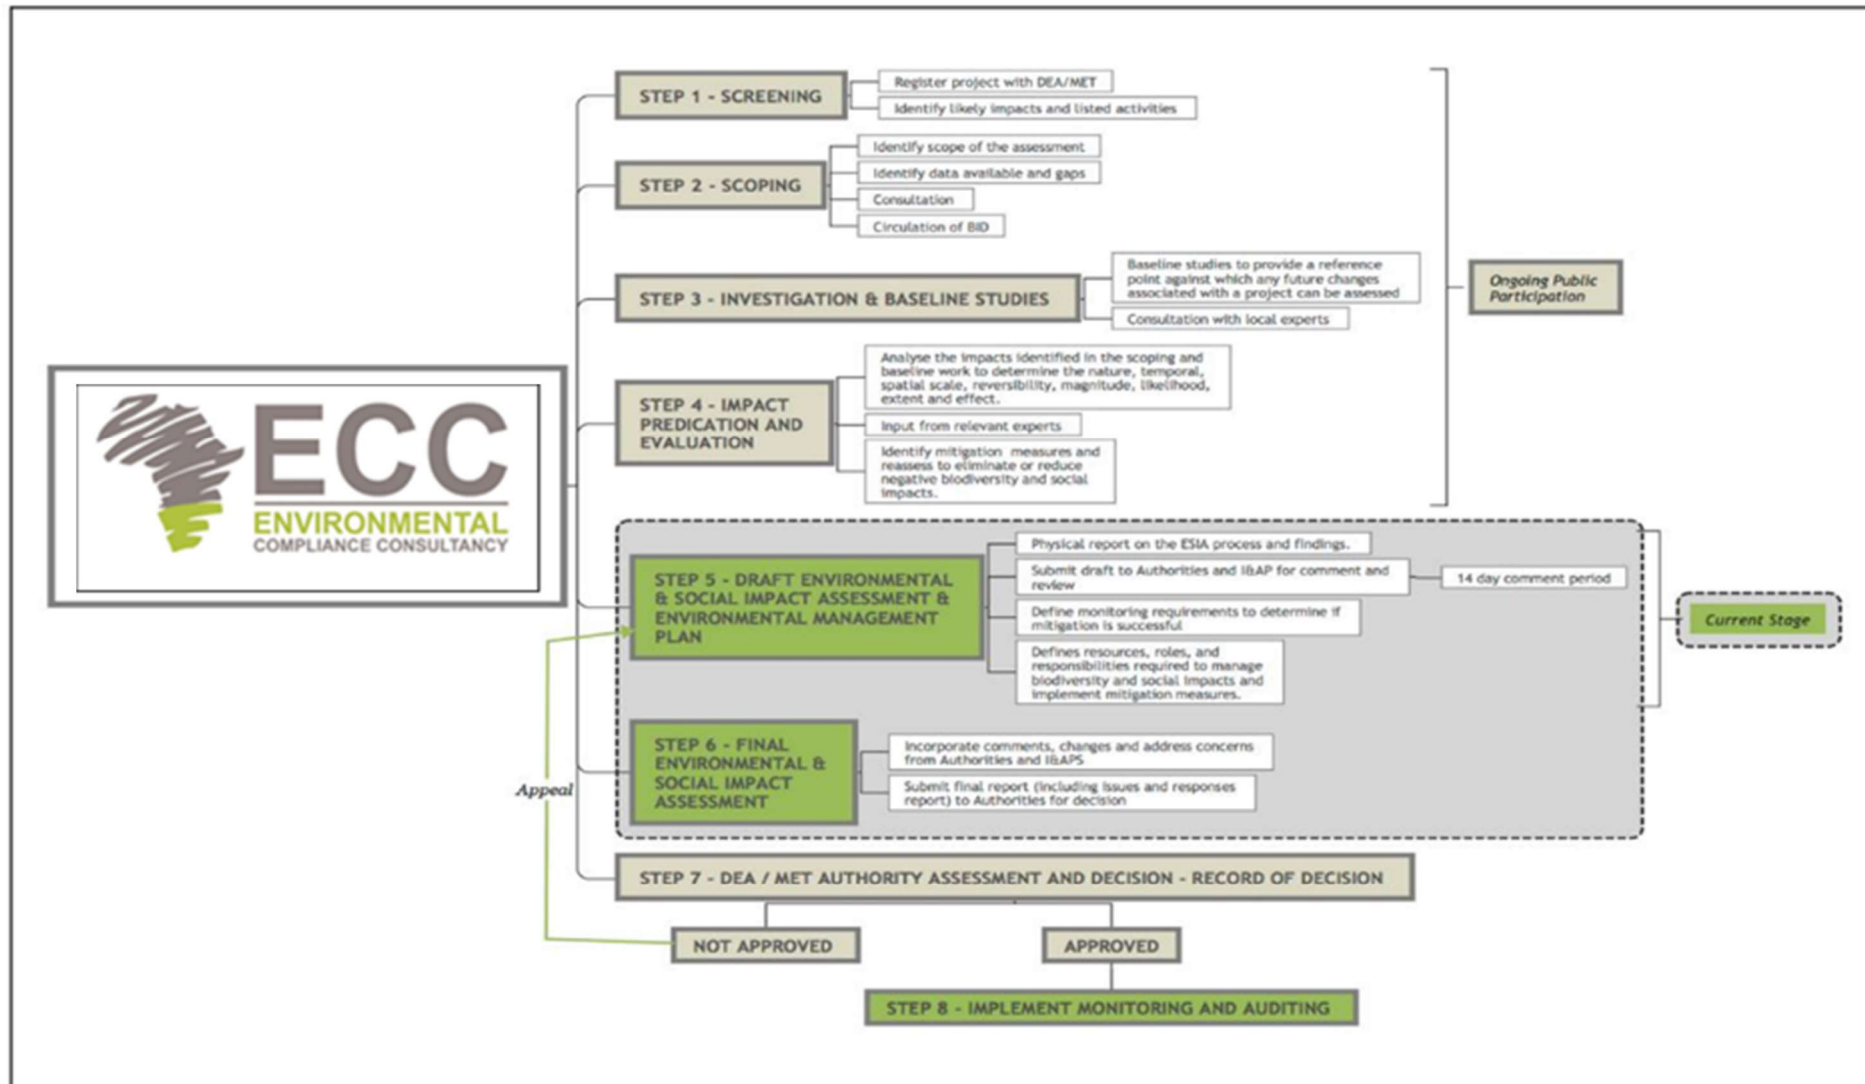 STEP 1 - SCREENING
Register project with DEA/MET
Identify likely impacts and listed activities
STEP 2 - SCOPING
Identify scope of the assessment
Identify data available and gaps
Consultation
Circulation of BID
STEP 3 - INVESTIGATION & BASELINE STUDIES
Baseline studies to provide a reference
point against which any future changes
associated with a project can be assessed
Consultation with local experts
Ongoing Public
Participation
STEP 4 - IMPACT
PREDICATION AND
EVALUATION
Analyse the impacts identified in the scoping and
baseline work to determine the nature, temporal,
spatial scale, reversibility, magnitude, likelihood,
extent and effect.
Input from relevant experts
Identify mitigation measures and
reassess to eliminate or reduce
negative biodiversity and social
impacts.
ECC
ENVIRONMENTAL
COMPLIANCE CONSULTANCY
STEP 5 - DRAFT ENVIRONMENTAL
& SOCIAL IMPACT ASSESSMENT &
ENVIRONMENTAL MANAGEMENT
PLAN
Physical report on the ESIA process and findings.
Submit draft to Authorities and I&AP for comment and
review
14 day comment period
Define monitoring requirements to determine if
mitigation is successful
Defines resources, roles, and
responsibilities required to manage
biodiversity and social impacts and
implement mitigation measures.
Current Stage
STEP 6 - FINAL
ENVIRONMENTAL &
SOCIAL IMPACT
ASSESSMENT
Incorporate comments, changes and address concerns
from Authorities and I&APS
Submit final report (including issues and responses
report) to Authorities for decision
Appeal
STEP 7 - DEA / MET AUTHORITY ASSESSMENT AND DECISION - RECORD OF DECISION
NOT APPROVED
APPROVED
STEP 8 - IMPLEMENT MONITORING AND AUDITING